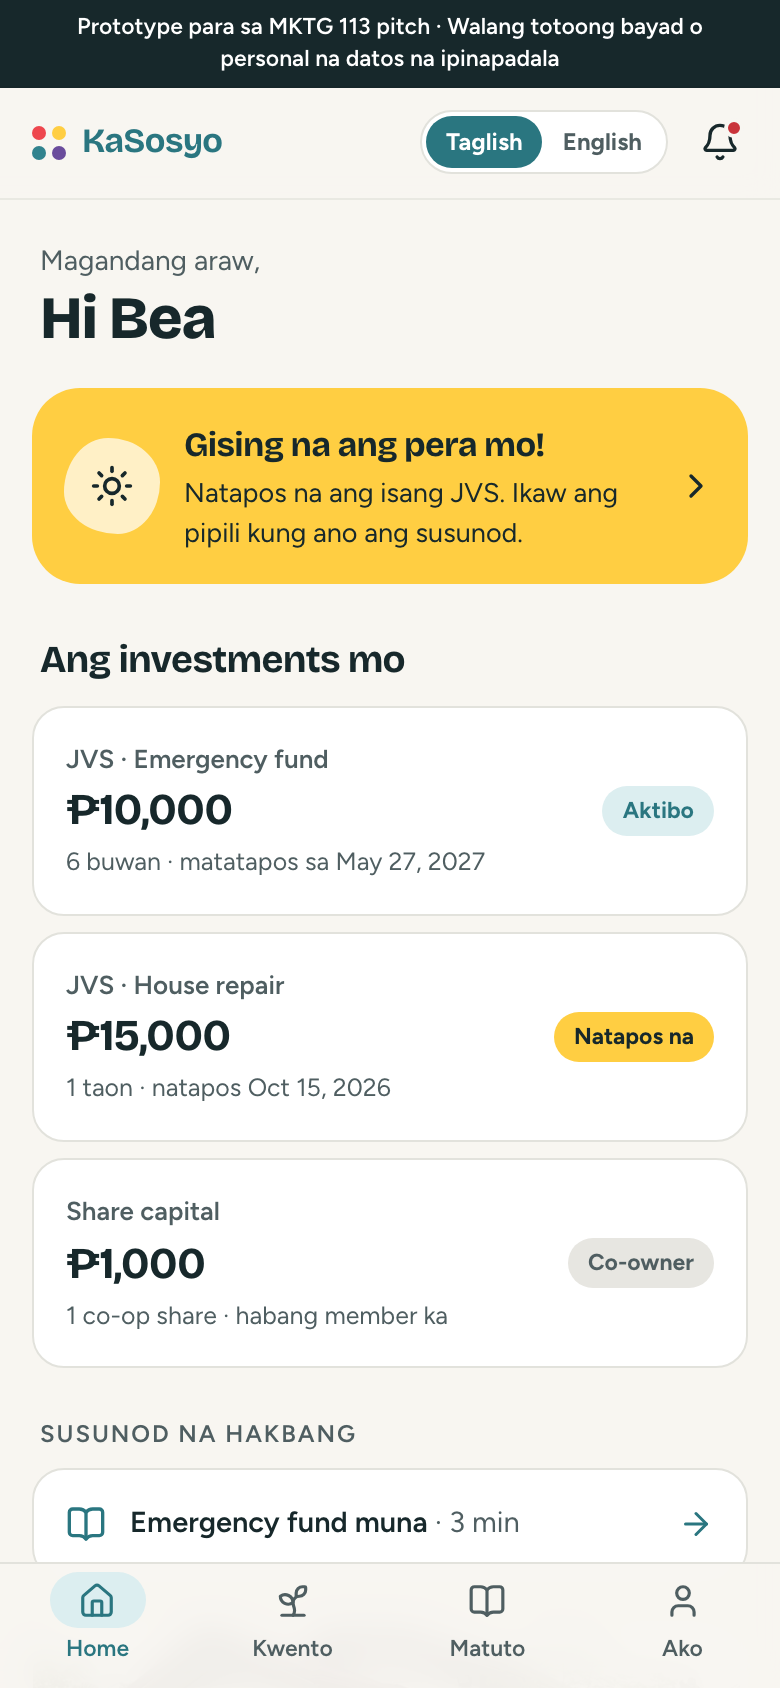 Prototype para sa MKTG 113 pitch · Walang totoong bayad o
personal na datos na ipinapadala
KaSosyo
Taglish
English
Magandang araw,
Hi Bea
Gising na ang pera mo!
Natapos na ang isang JVS. Ikaw ang
pipili kung ano ang susunod.
Ang investments mo
JVS · Emergency fund
₱10,000
Aktibo
6 buwan · matatapos sa May 27, 2027
JVS · House repair
₱15,000
Natapos na
1 taon · natapos Oct 15, 2026
Share capital
₱1,000
Co-owner
1 co-op share · habang member ka
SUSUNOD NA HAKBANG
Emergency fund muna · 3 min
Home
Kwento
Matuto
Ako